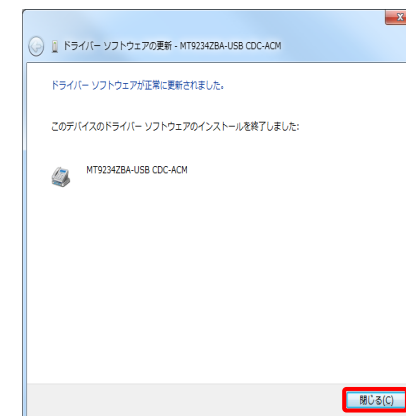 ドライバー ソフトウェアの更新 - MT9234ZBA-USB CDC-ACM
ドライバー ソフトウェアが正常に更新されました。
このデバイスのドライバー ソフトウェアのインストールを終了しました:
MT9234ZBA-USB CDC-ACM
閉じる(C)